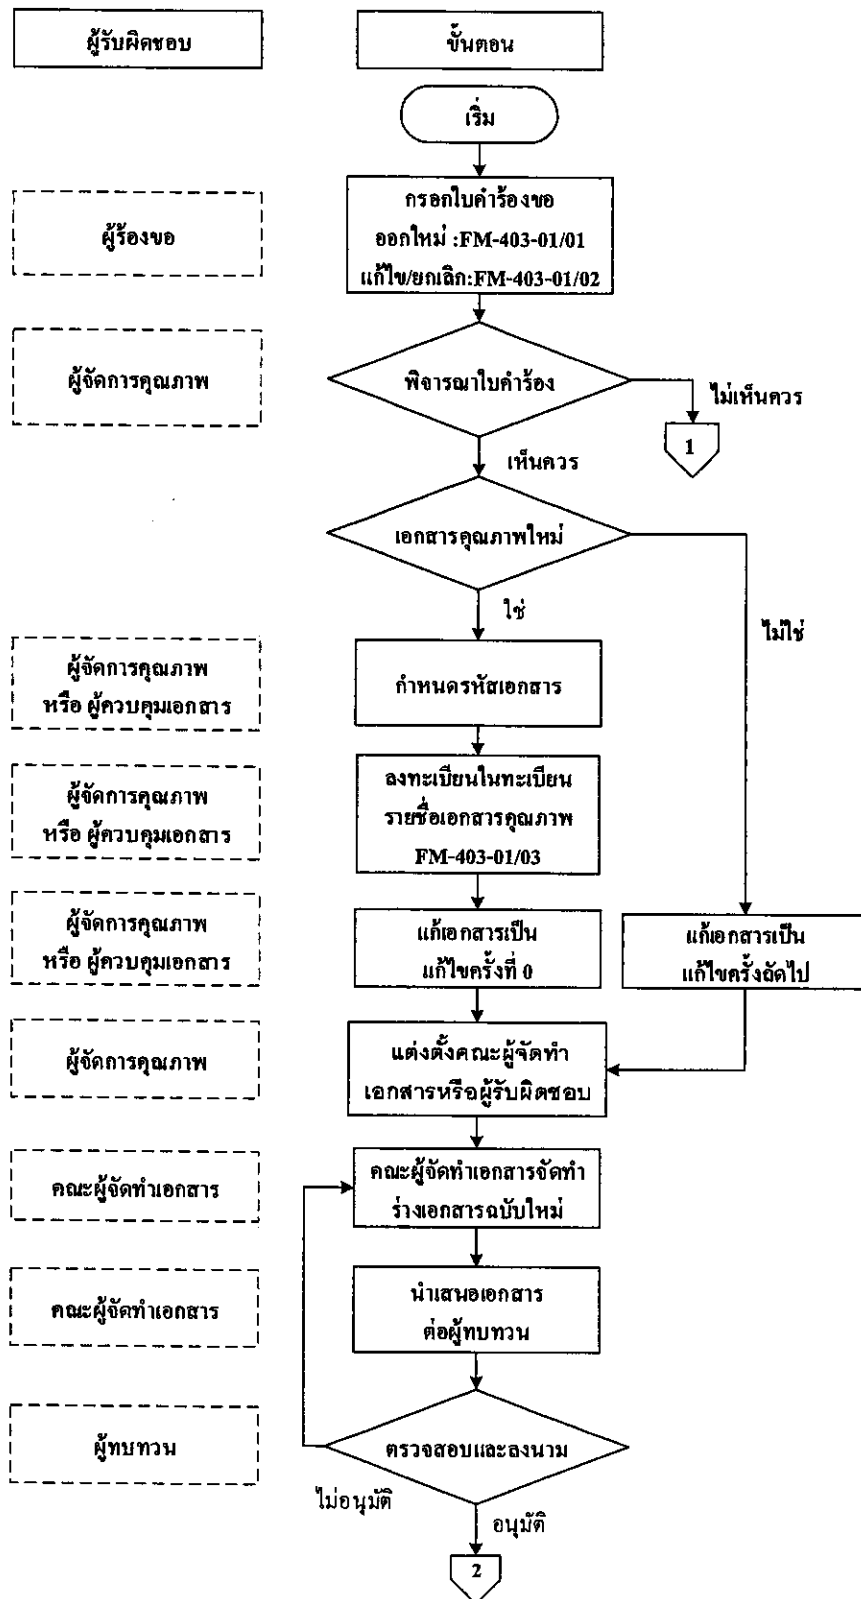 ผู้รับผิดชอบ
ขั้นตอน
เริ่ม
ผู้ร้องขอ
กรอกใบคำร้องขอ
ออกใหม่ :FM-403-01/01
แก้ไข/ยกเลิก:FM-403-01/02
ผู้จัดการคุณภาพ
พิจารณาใบคำร้อง
ไม่เห็นควร
1
เห็นควร
เอกสารคุณภาพใหม่
ใช่
ไม่ใช่
ผู้จัดการคุณภาพ
หรือ ผู้ควบคุมเอกสาร
กำหนดรหัสเอกสาร
ผู้จัดการคุณภาพ
หรือ ผู้ควบคุมเอกสาร
ลงทะเบียนในทะเบียน
รายชื่อเอกสารคุณภาพ
FM-403-01/03
ผู้จัดการคุณภาพ
หรือ ผู้ควบคุมเอกสาร
แก้เอกสารเป็น
แก้ไขครั้งที่ 0
แก้เอกสารเป็น
แก้ไขครั้งถัดไป
ผู้จัดการคุณภาพ
แต่งตั้งคณะผู้จัดทำ
เอกสารหรือผู้รับผิดชอบ
คณะผู้จัดทำเอกสาร
คณะผู้จัดทำเอกสารจัดทำ
ร่างเอกสารฉบับใหม่
คณะผู้จัดทำเอกสาร
นำเสนอเอกสาร
ต่อผู้ทบทวน
ผู้ทบทวน
ตรวจสอบและลงนาม
ไม่อนุมัติ
อนุมัติ
2